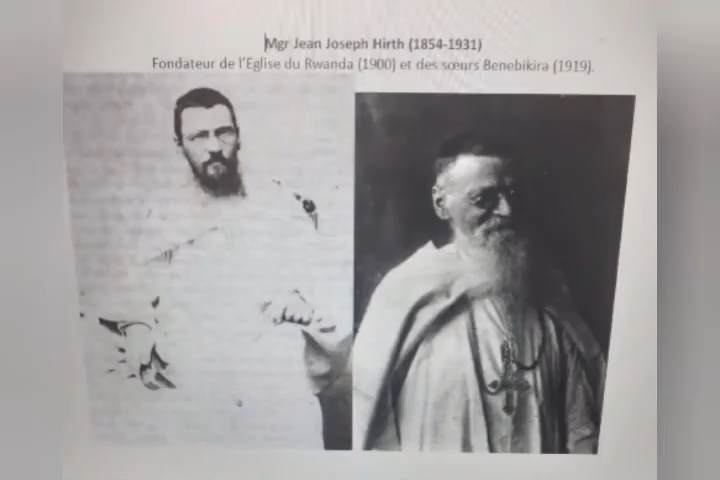 Mgr Jean Joseph Hirth (1854-1931)
Fondateur de l'Eglise du Rwanda (1900) et des sœurs Benebikira (1919).